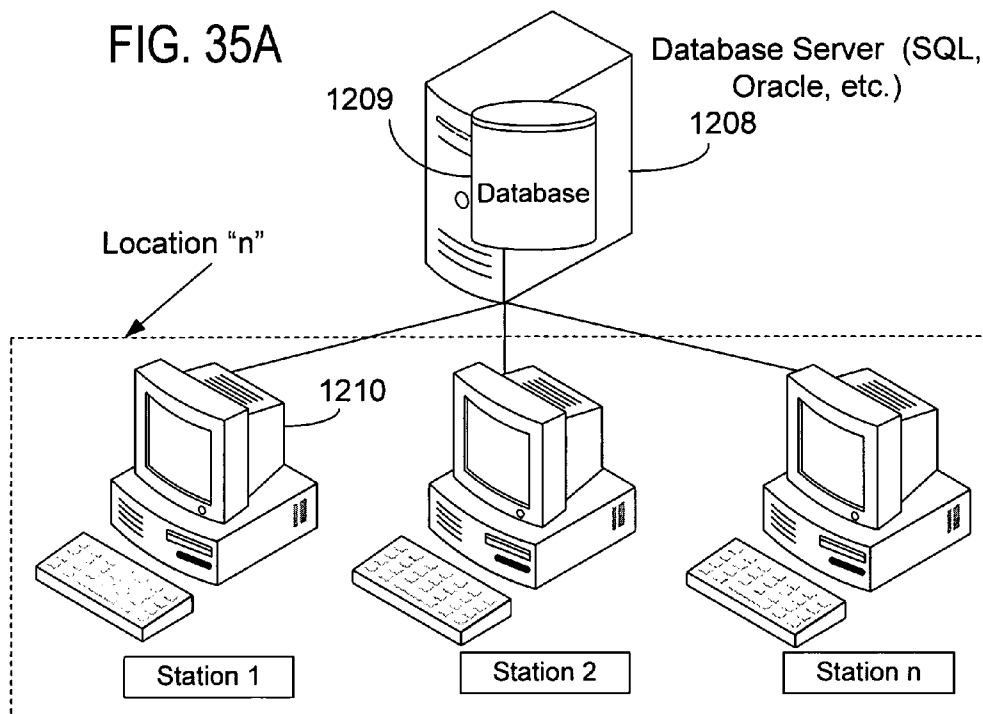 FIG. 35A
Database Server (SQL,
Oracle, etc.)
1209
1208
Database
Location “n”
1210
Station 1
Station 2
Station n